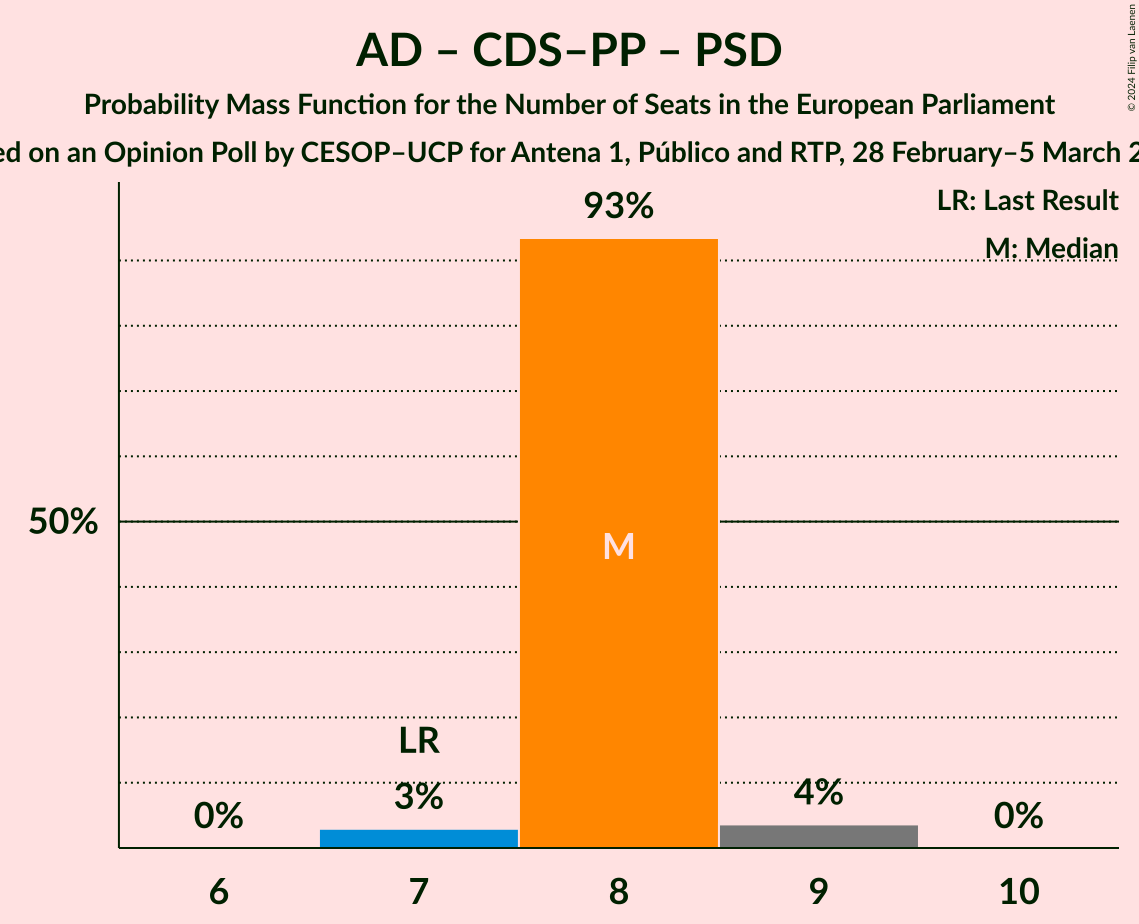 AD – CDS–PP – PSD
Probability Mass Function for the Number of Seats in the European Parliament
on an Opinion Poll by CESOP–UCP for Antena 1, Público and RTP, 28 February–5 March
© 2024 Filip van Laenen
LR: Last Result
M: Median
93%
50%
M
LR
0%
3%
4%
0%
6
7
8
9
10